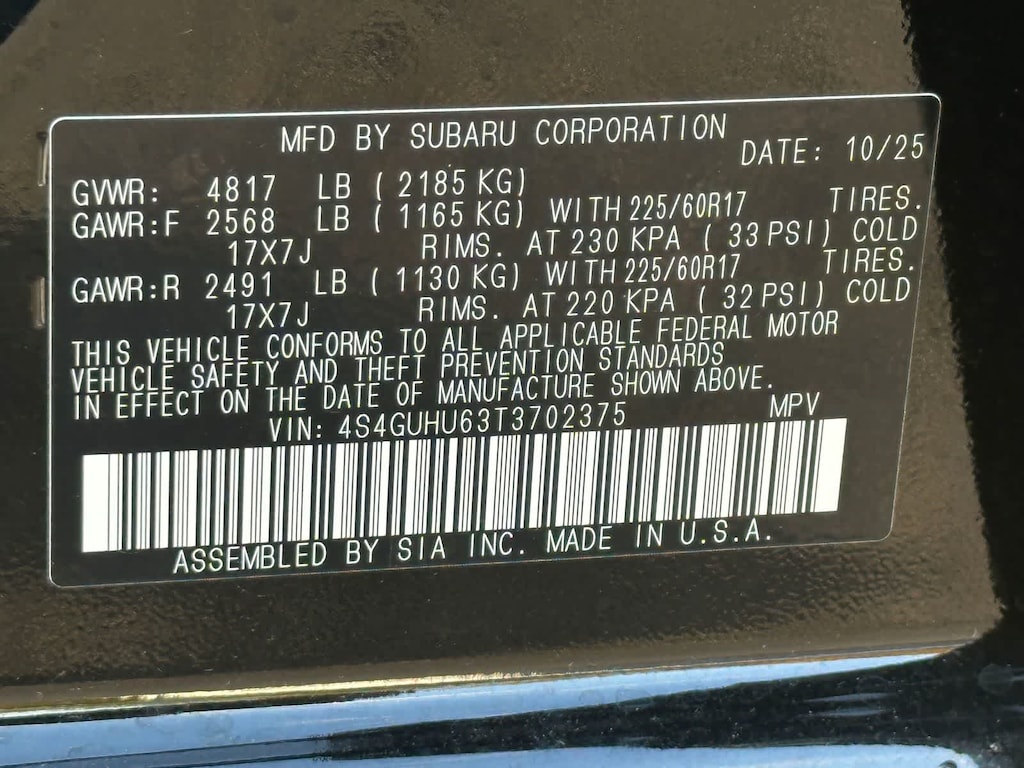 MFD BY SUBARU CORPORATION
DATE: 10/25
GVWR: 4817 LB ( 2185 KG)
GAWR:F 2568 LB ( 1165 KG) WITH 225/60R17 TIRES.
17X7J RIMS. AT 230 KPA ( 33 PSI) COLD
GAWR:R 2491 LB ( 1130 KG) WITH 225/60R17 TIRES.
17X7J RIMS. AT 220 KPA ( 32 PSI) COLD
THIS VEHICLE CONFORMS TO ALL APPLICABLE FEDERAL MOTOR
VEHICLE SAFETY AND THEFT PREVENTION STANDARDS
IN EFFECT ON THE DATE OF MANUFACTURE SHOWN ABOVE.
VIN: 4S4GUHU63T3702375 MPV
ASSEMBLED BY SIA INC. MADE IN U.S.A.